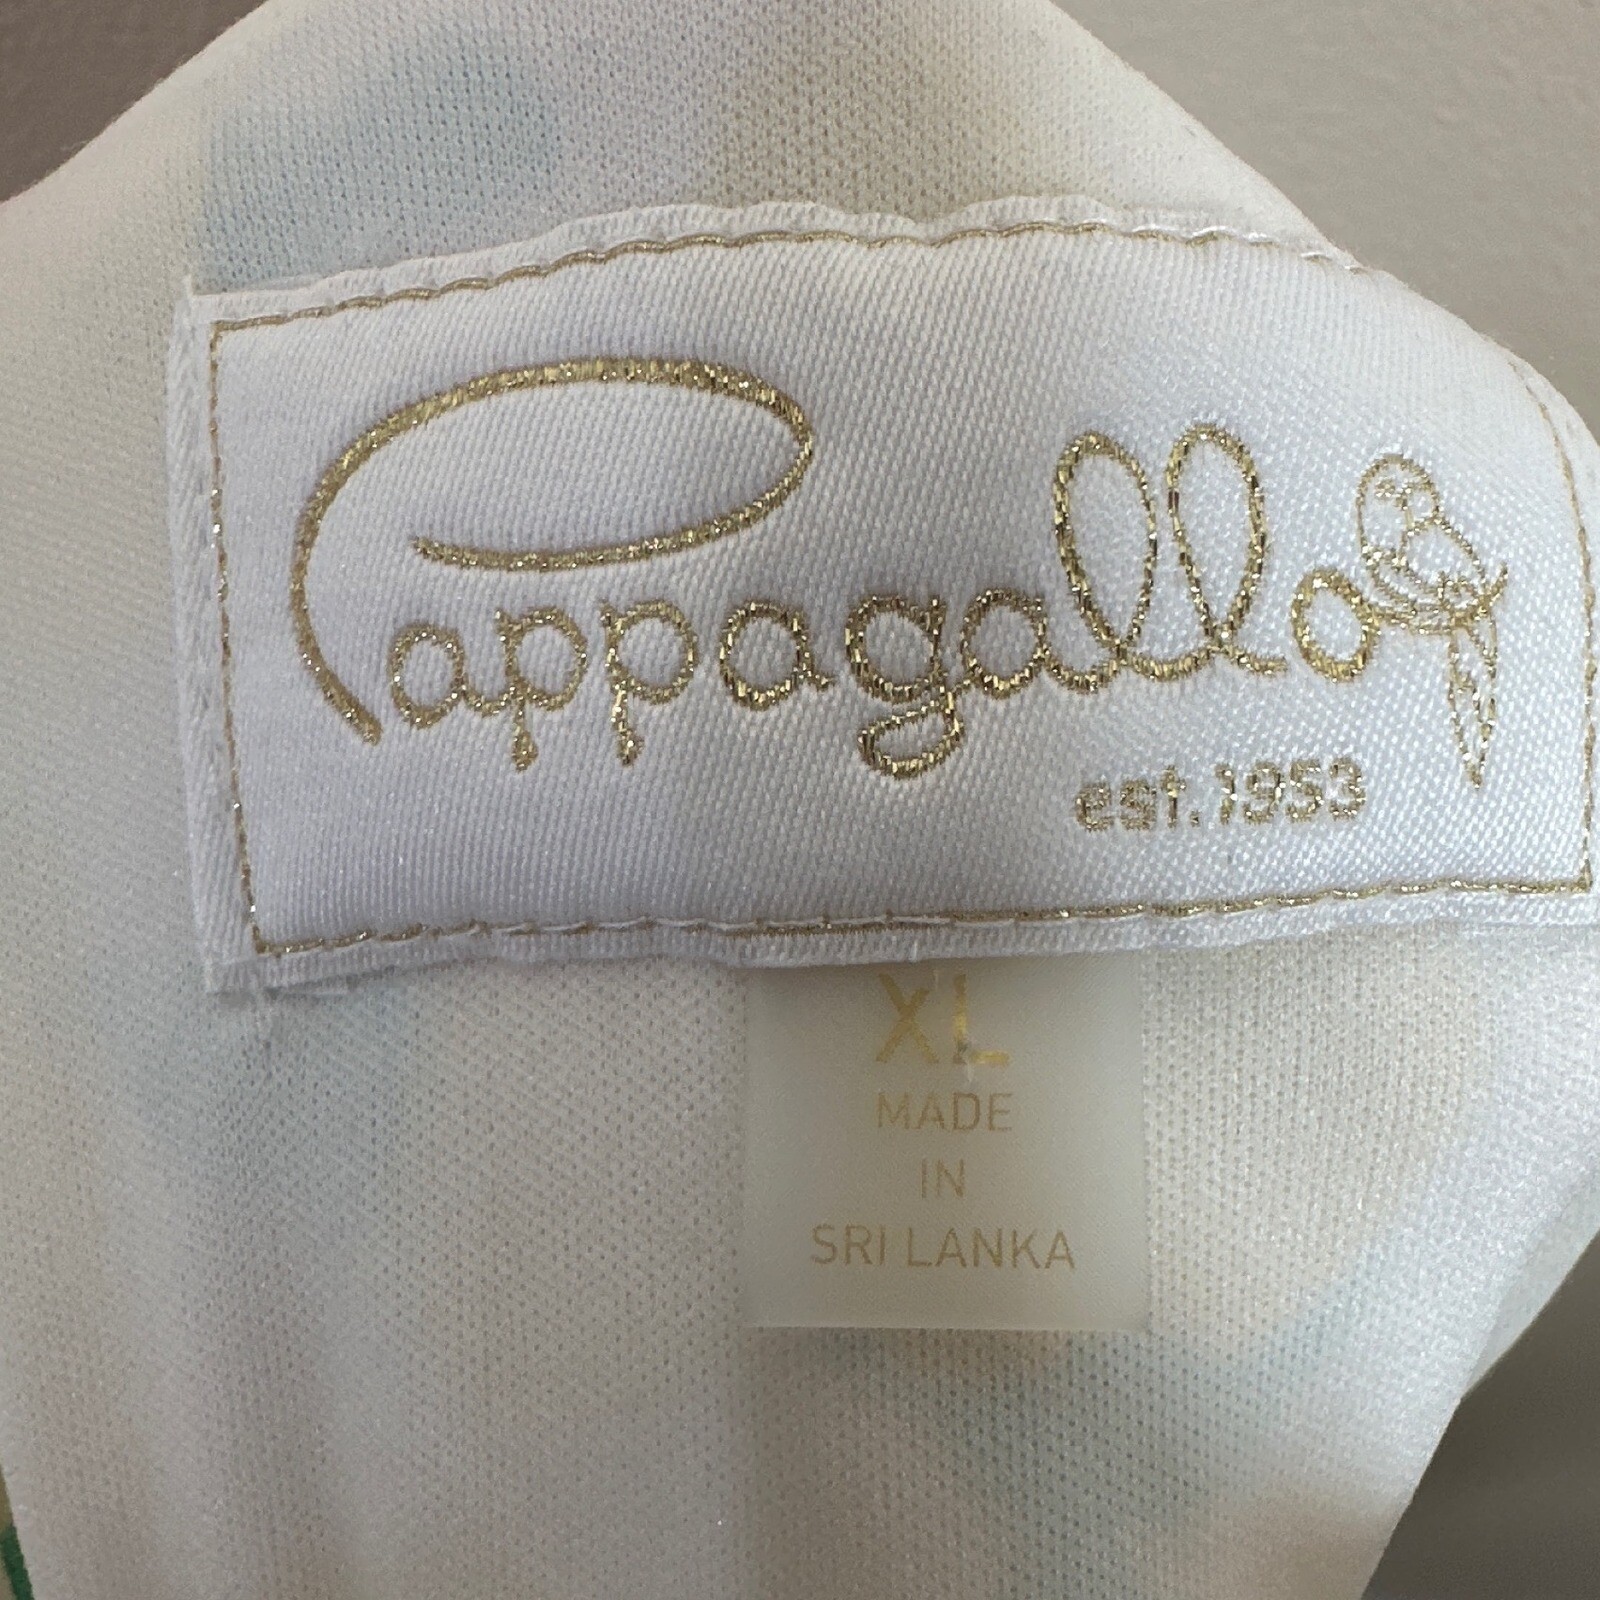 Pappagallo
est.1953
XL
MADE
IN
SRI LANKA